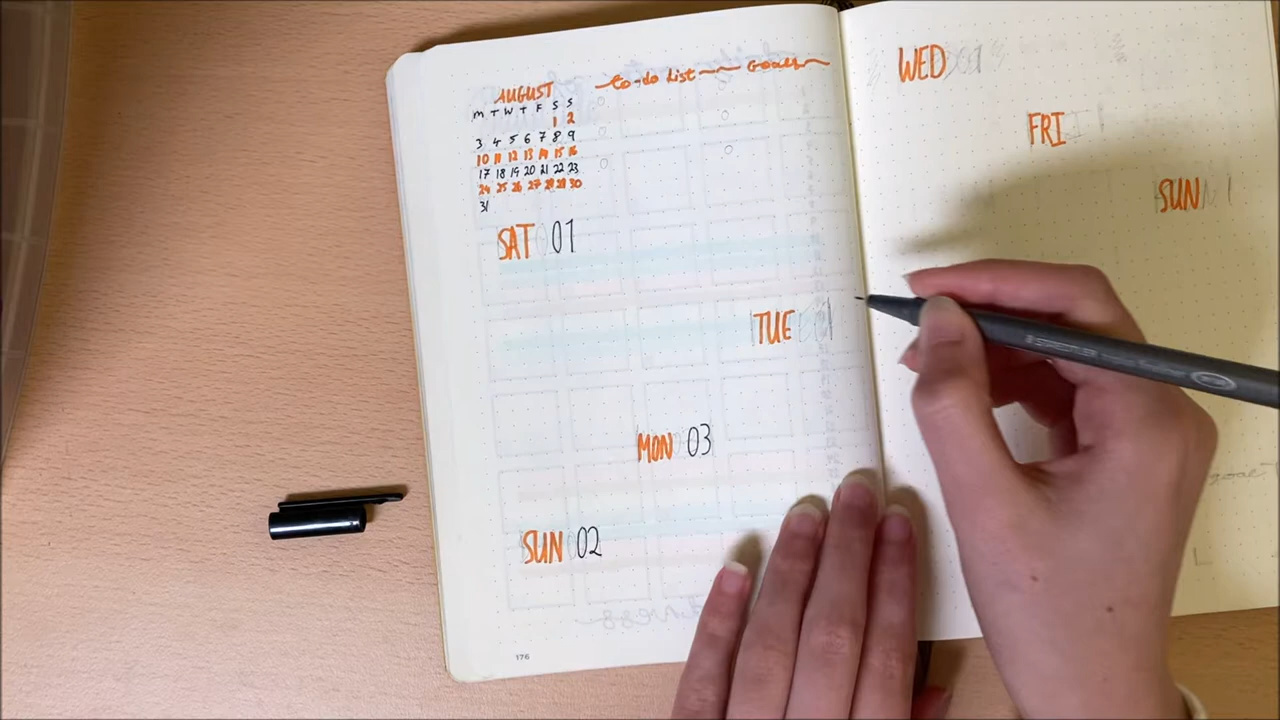 AUGUST
M T W T F S S
1 2
3 4 5 6 7 8 9
10 11 12 13 14 15 16
17 18 19 20 21 22 23
24 25 26 27 28 29 30
31
to-do list
Goals
SAT 01
TUE
MON 03
SUN 02
176
WED
FRI
SUN
goal
STAEDTLER